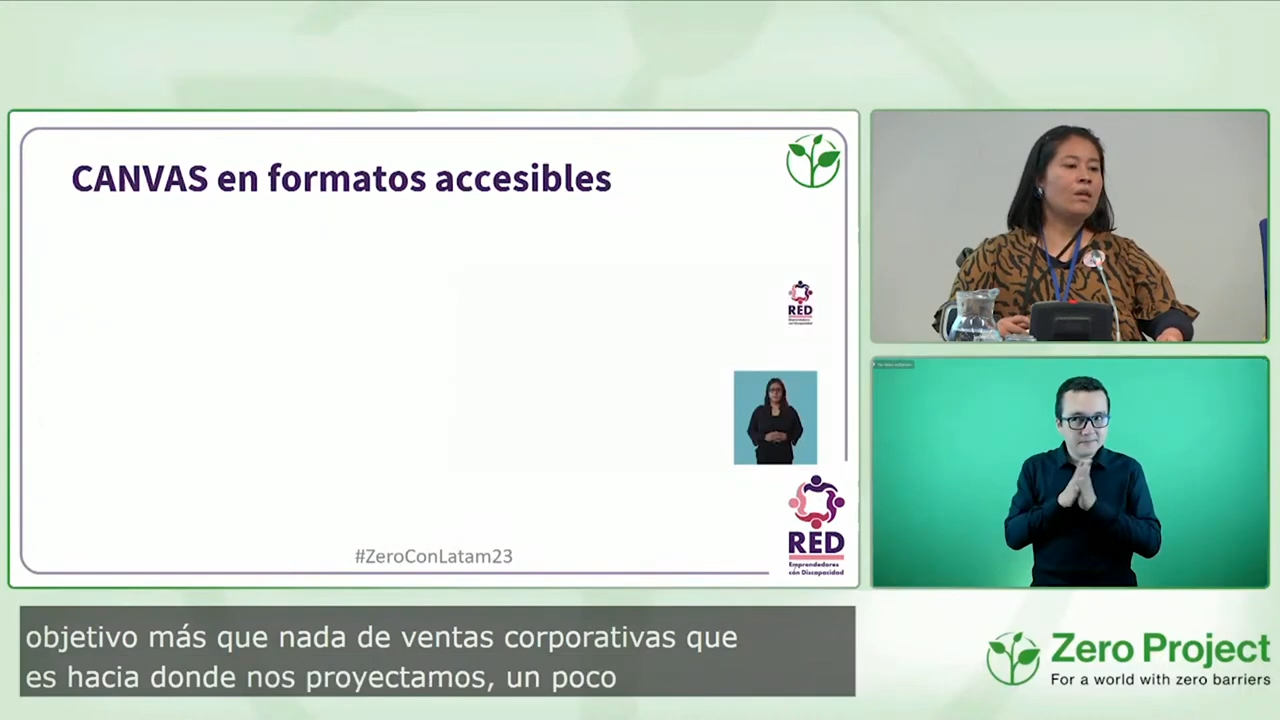 CANVAS en formatos accesibles
RED
RED
Emprendedores
con Discapacidad
#ZeroConLatam23
objetivo más que nada de ventas corporativas que
es hacia donde nos proyectamos, un poco
Zero Project
For a world with zero barriers